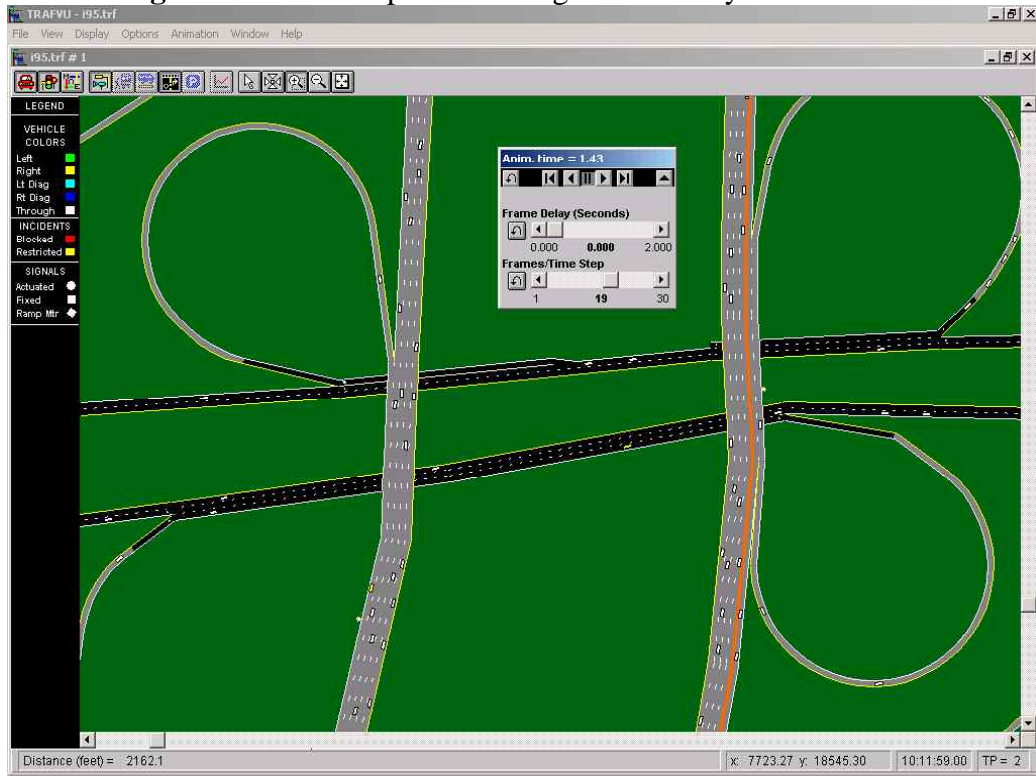 TRAFVU - i95.trf
File View Display Options Animation Window Help
i95.trf # 1
LEGEND
VEHICLE
COLORS
Left
Right
Lt Diag
Rt Diag
Through
INCIDENTS
Blocked
Restricted
SIGNALS
Actuated
Fixed
Ramp Mtr
Anim. time = 1.43
Frame Delay (Seconds)
0.000 0.000 2.000
Frames/Time Step
1 19 30
Distance (feet) = 2162.1
x: 7723.27 y: 18545.30 10:11:59.00 TP = 2